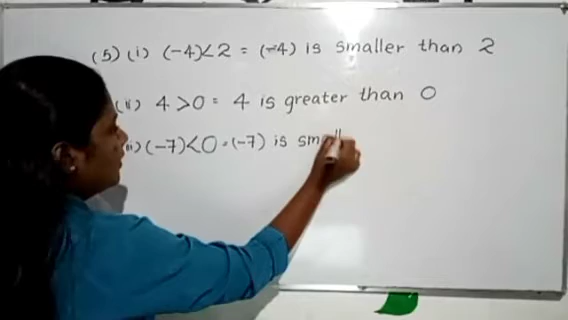 (5) (i) (-4)<2 = (-4) is smaller than 2
(ii) 4>0 = 4 is greater than 0
(-7)<0 = (-7) is small